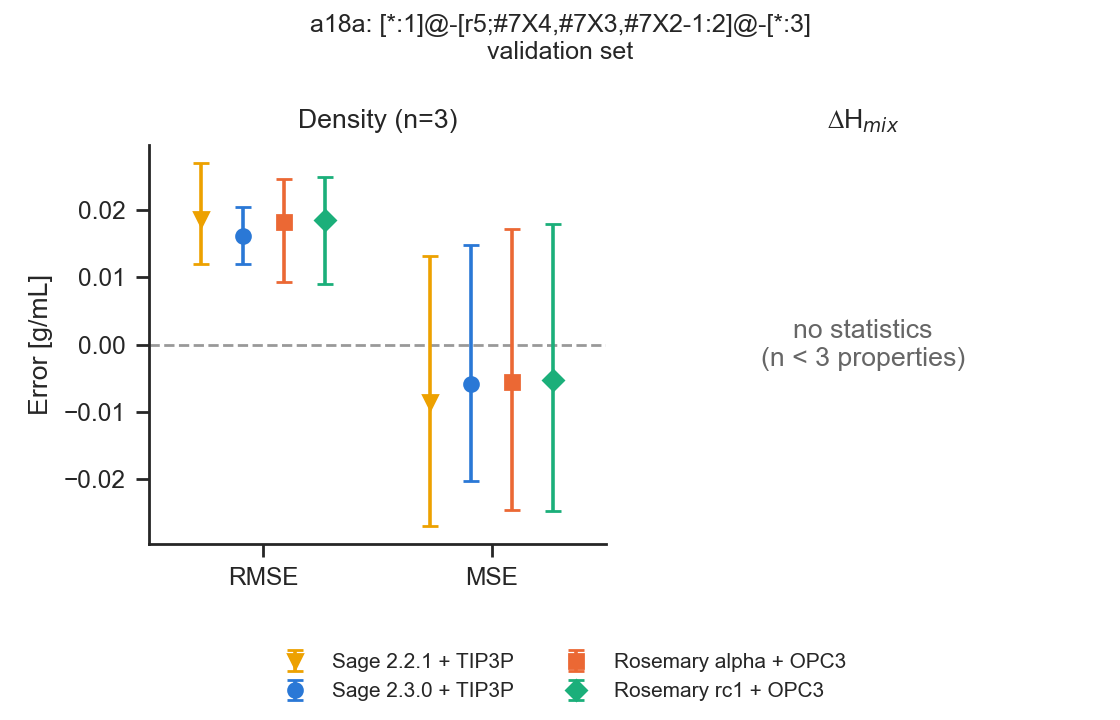 a18a: [*:1]@-[r5;#7X4,#7X3,#7X2-1:2]@-[*:3]
validation set
Density (n=3)
ΔH_mix
Error [g/mL]
0.02
0.01
0.00
−0.01
−0.02
no statistics
(n < 3 properties)
RMSE
MSE
Sage 2.2.1 + TIP3P
Sage 2.3.0 + TIP3P
Rosemary alpha + OPC3
Rosemary rc1 + OPC3